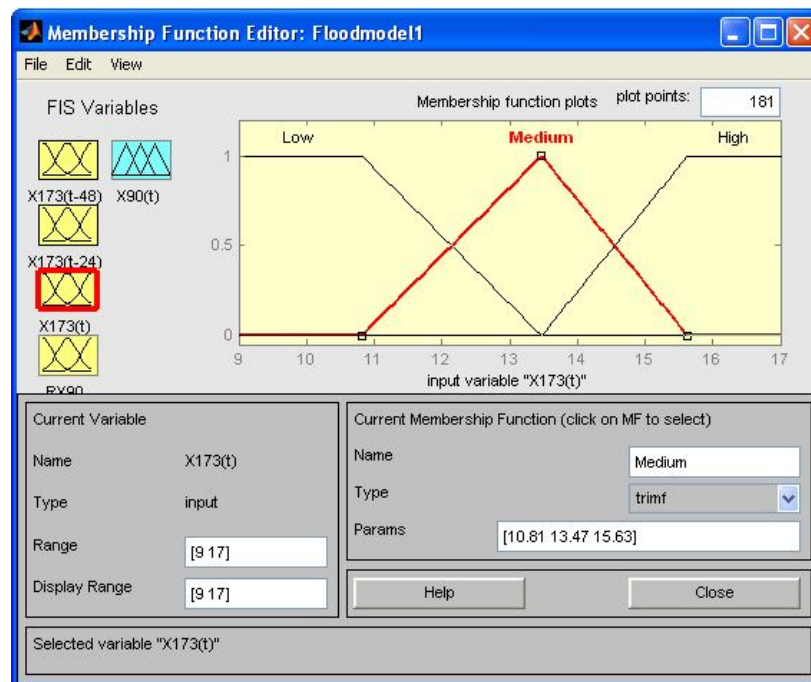 Membership Function Editor: Floodmodel1
File Edit View
FIS Variables
Membership function plots plot points: 181
X173(t-48) X90(t)
X173(t-24)
X173(t)
RX90
Low Medium High
1
0.5
0
9 10 11 12 13 14 15 16 17
input variable "X173(t)"
Current Variable
Name X173(t)
Type input
Range [9 17]
Display Range [9 17]
Current Membership Function (click on MF to select)
Name Medium
Type trimf
Params [10.81 13.47 15.63]
Help Close
Selected variable "X173(t)"